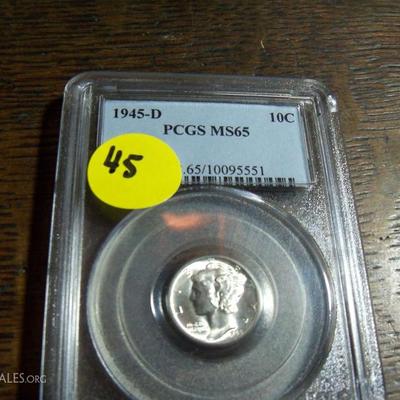 1945-D 10C
PCGS MS65
45
.65/10095551
ALES.ORG